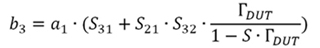 b₃ = a₁ · (S₃₁ + S₂₁ · S₃₂ · Γ_DUT / (1 − S · Γ_DUT))